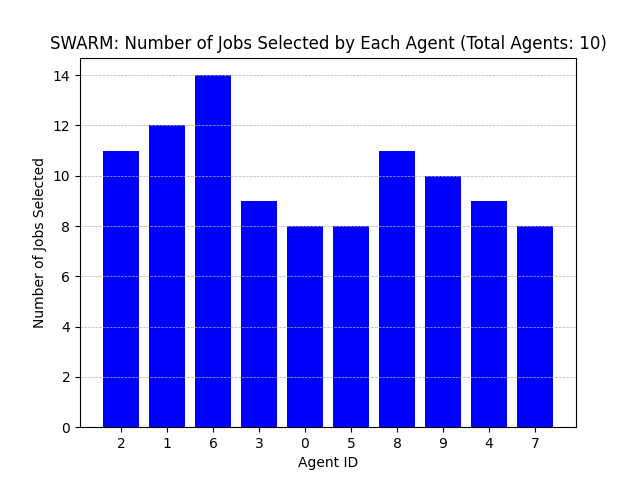 SWARM: Number of Jobs Selected by Each Agent (Total Agents: 10)
14
12
10
8
6
4
2
0
Number of Jobs Selected
2 1 6 3 0 5 8 9 4 7
Agent ID